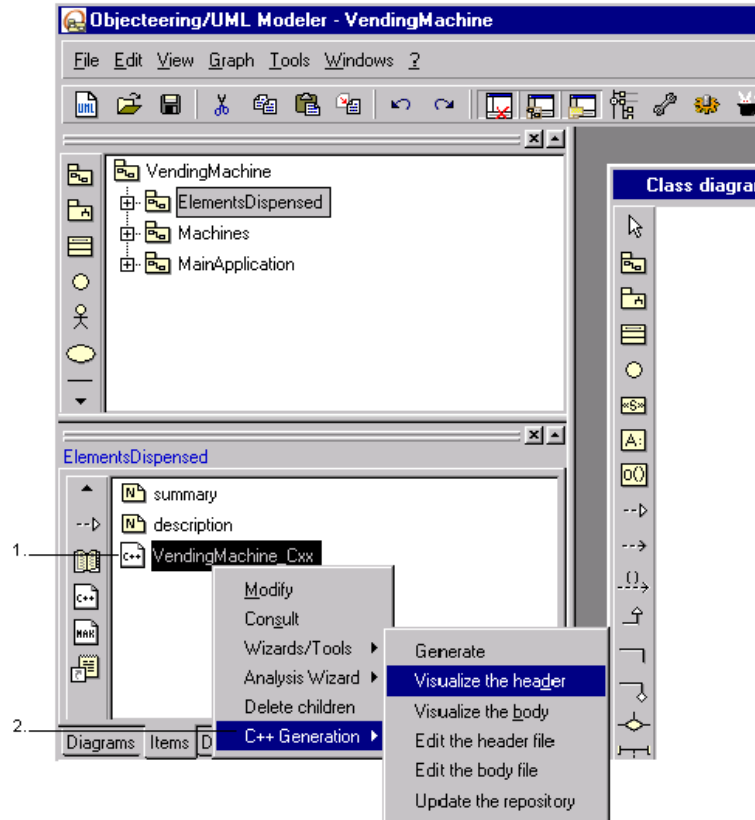 Objecteering/UML Modeler - VendingMachine
File Edit View Graph Tools Windows ?
UML
VendingMachine
ElementsDispensed
Machines
MainApplication
Class diagra
«S»
A:
O()
ElementsDispensed
N summary
N description
1.
C++ VendingMachine_Cxx
C++
MAK
()
Modify
Consult
Wizards/Tools
Analysis Wizard
Delete children
2.
C++ Generation
Generate
Visualize the header
Visualize the body
Edit the header file
Edit the body file
Update the repository
Diagrams Items D